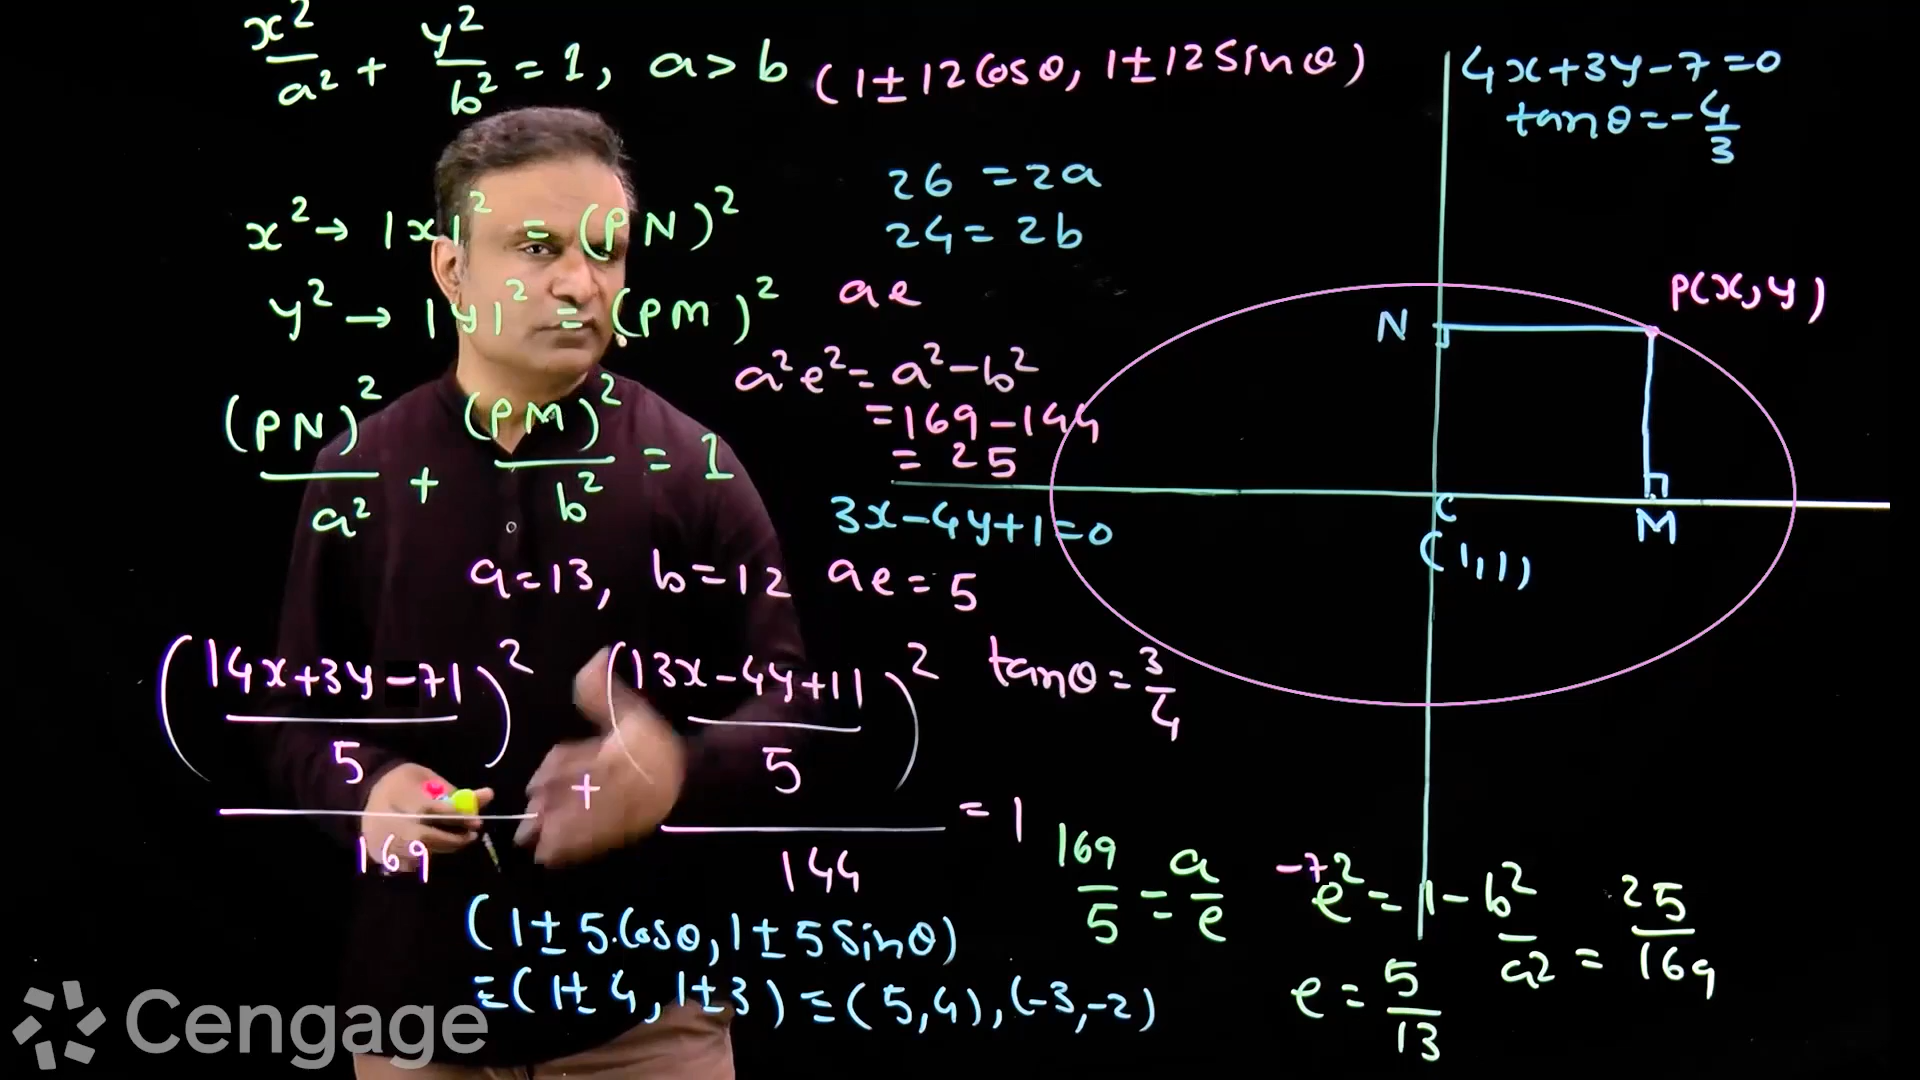 x²/a² + y²/b² = 1, a > b
(1±12Cosθ, 1±12Sinθ)
4x+3y-7=0
tanθ=-4/3
26 = 2a
24 = 2b
x² → |x|² = (PN)²
y² → |y|² = (PM)²
ae
a²e² = a²-b²
= 169-144
= 25
(PN)²/a² + (PM)²/b² = 1
3x-4y+1=0
a=13, b=12 ae=5
P(x,y)
N
C
M
(1,1)
(|4x+3y-7|/5)²/169 + (|3x-4y+1|/5)²/144 = 1
tanθ = 3/4
(1±5.Cosθ, 1±5Sinθ)
≡(1±4, 1±3) ≡ (5,4), (-3,-2)
169/5 = a/e
-7
e² = 1-b²/a² = 25/169
e = 5/13
Cengage